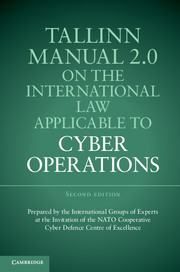 TALLINN
MANUAL 2.0
ON THE
INTERNATIONAL
LAW
APPLICABLE TO
CYBER
OPERATIONS
SECOND EDITION
Prepared by the International Groups of Experts
at the Invitation of the NATO Cooperative
Cyber Defence Centre of Excellence
CAMBRIDGE